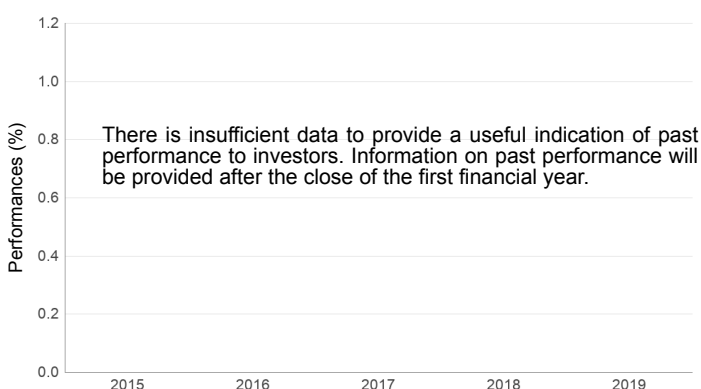 1.2
1.0
0.8
0.6
0.4
0.2
0.0
Performances (%)
There is insufficient data to provide a useful indication of past
performance to investors. Information on past performance will
be provided after the close of the first financial year.
2015 2016 2017 2018 2019